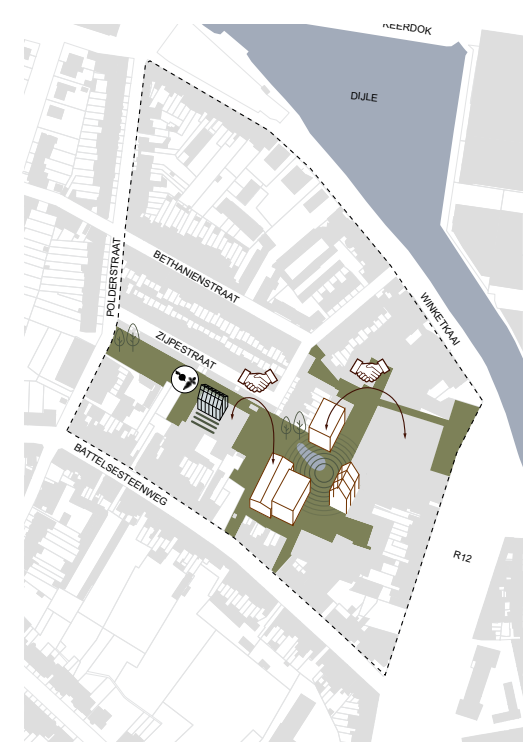 KEERDOK
DIJLE
POLDERSTRAAT
BETHANIENSTRAAT
WINKETKAAI
ZIJPESTRAAT
BATTELSESTEENWEG
R12